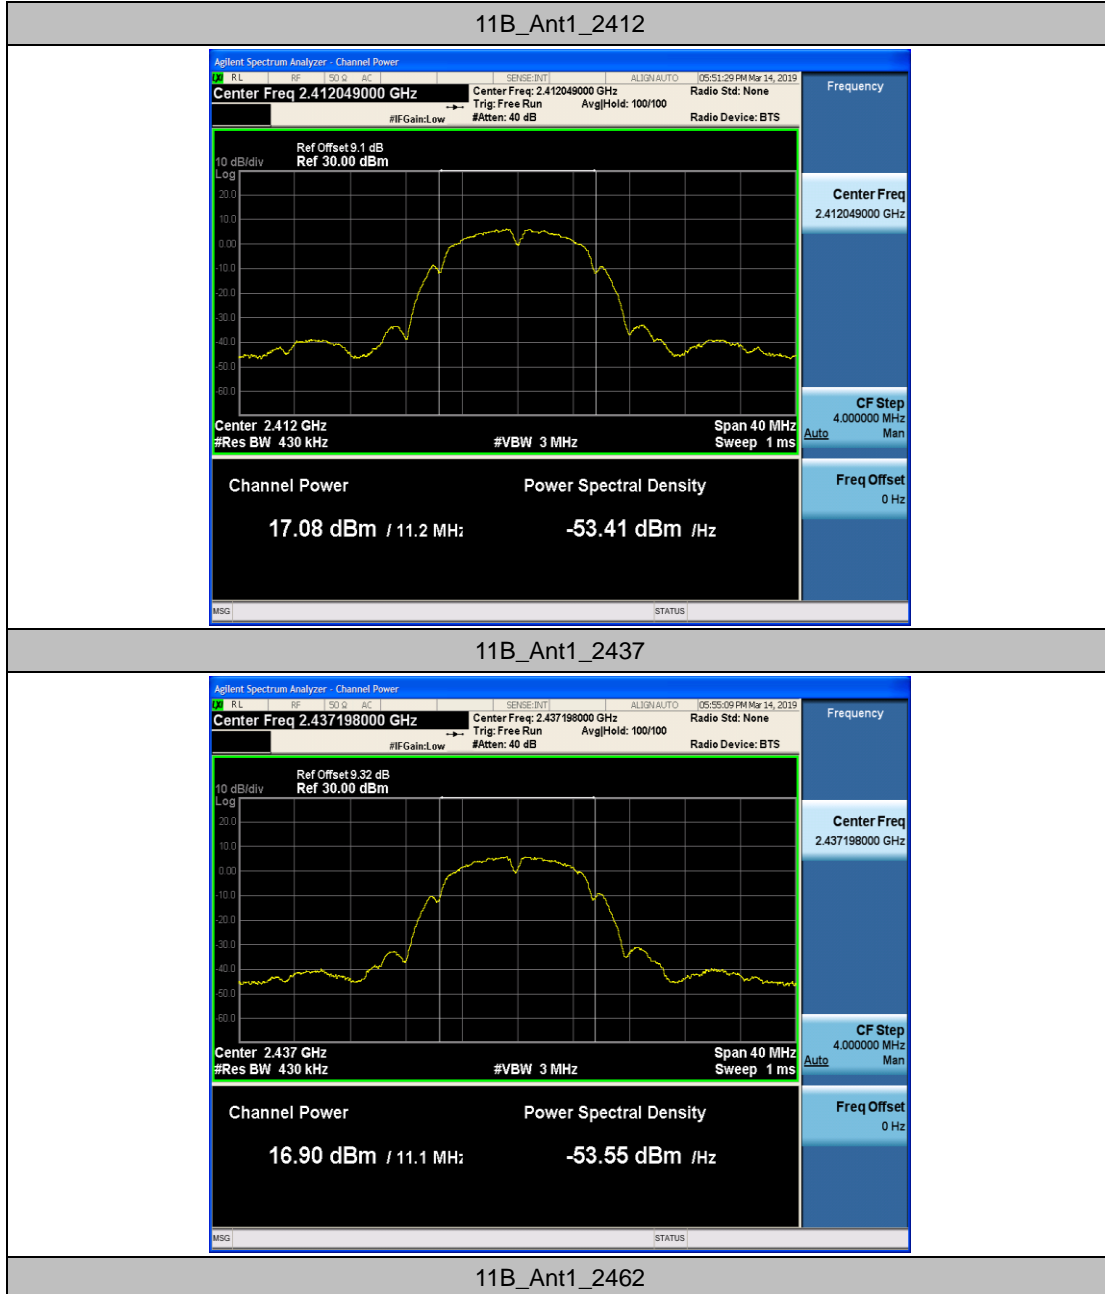 11B_Ant1_2412
Agilent Spectrum Analyzer - Channel Power
LXI RL RF 50 Ω AC SENSE:INT ALIGN AUTO 05:51:29 PM Mar 14, 2019
Center Freq 2.412049000 GHz
Center Freq: 2.412049000 GHz Radio Std: None
Trig: Free Run Avg|Hold: 100/100
#IFGain:Low #Atten: 40 dB Radio Device: BTS
Frequency
Ref Offset 9.1 dB
10 dB/div Ref 30.00 dBm
Log
20.0
10.0
0.00
-10.0
-20.0
-30.0
-40.0
-50.0
-60.0
Center Freq
2.412049000 GHz
Center 2.412 GHz Span 40 MHz
#Res BW 430 kHz #VBW 3 MHz Sweep 1 ms
CF Step
4.000000 MHz
Auto Man
Freq Offset
0 Hz
Channel Power Power Spectral Density
17.08 dBm / 11.2 MHz -53.41 dBm /Hz
MSG STATUS
11B_Ant1_2437
Agilent Spectrum Analyzer - Channel Power
LXI RL RF 50 Ω AC SENSE:INT ALIGN AUTO 05:55:09 PM Mar 14, 2019
Center Freq 2.437198000 GHz
Center Freq: 2.437198000 GHz Radio Std: None
Trig: Free Run Avg|Hold: 100/100
#IFGain:Low #Atten: 40 dB Radio Device: BTS
Frequency
Ref Offset 9.32 dB
10 dB/div Ref 30.00 dBm
Log
20.0
10.0
0.00
-10.0
-20.0
-30.0
-40.0
-50.0
-60.0
Center Freq
2.437198000 GHz
Center 2.437 GHz Span 40 MHz
#Res BW 430 kHz #VBW 3 MHz Sweep 1 ms
CF Step
4.000000 MHz
Auto Man
Freq Offset
0 Hz
Channel Power Power Spectral Density
16.90 dBm / 11.1 MHz -53.55 dBm /Hz
MSG STATUS
11B_Ant1_2462